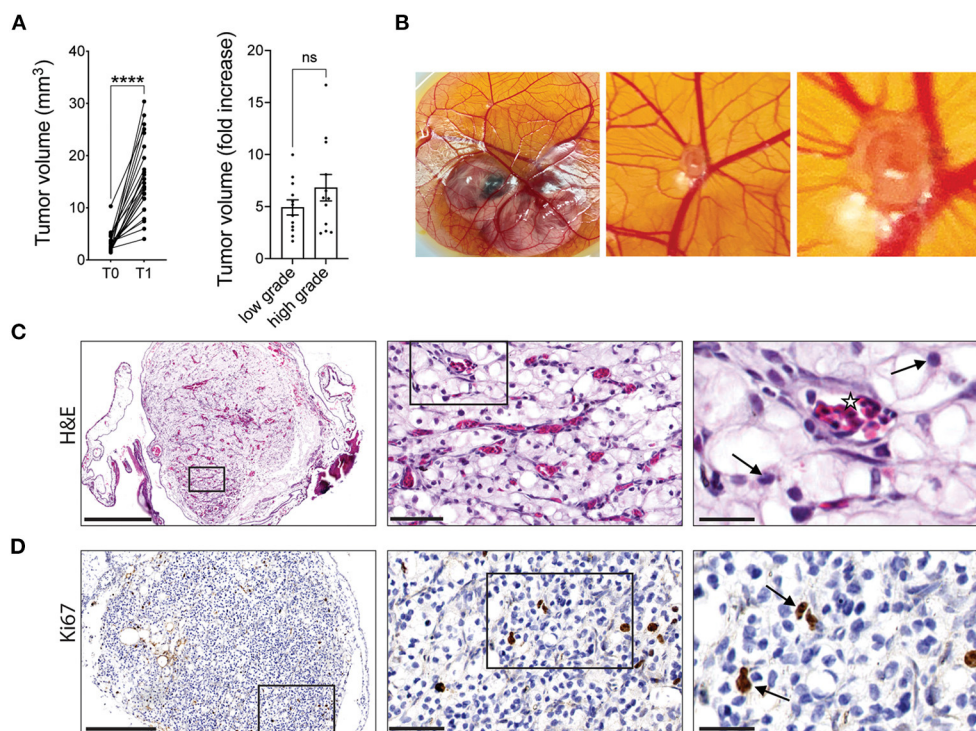 A
B
Tumor volume (mm3)
40
30
20
10
0
****
T0 T1
Tumor volume (fold increase)
20
15
10
5
0
ns
low grade
high grade
C
H&E
D
Ki67